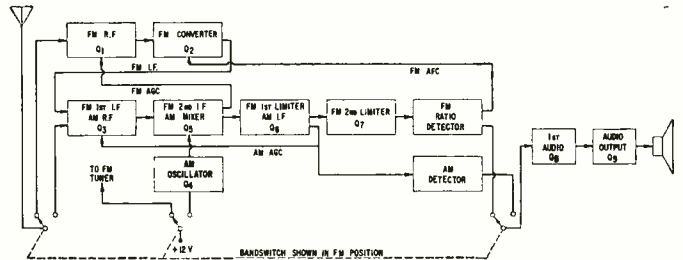 FM R.F
Q1
FM CONVERTER
Q2
FM I.F.
FM AGC
FM AFC
FM 1ST I.F
AM R.F
Q3
FM 2ND I.F
AM MIXER
Q5
FM 1ST LIMITER
AM I.F
Q6
FM 2ND LIMITER
Q7
FM
RATIO
DETECTOR
1ST
AUDIO
Q8
AUDIO
OUTPUT
Q9
AM AGC
TO FM
TUNER
AM
OSCILLATOR
Q4
AM
DETECTOR
+12V
BANDSWITCH SHOWN IN FM POSITION